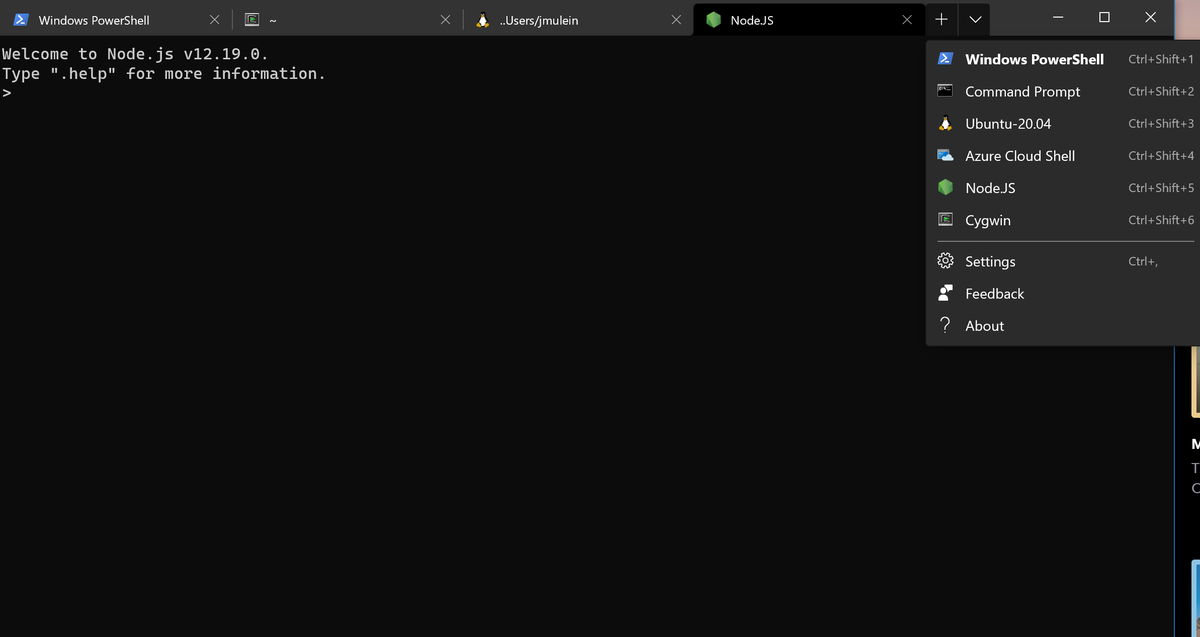 Windows PowerShell
~
..Users/jmulein
NodeJS
Welcome to Node.js v12.19.0.
Type ".help" for more information.
>
Windows PowerShell Ctrl+Shift+1
Command Prompt Ctrl+Shift+2
Ubuntu-20.04 Ctrl+Shift+3
Azure Cloud Shell Ctrl+Shift+4
NodeJS Ctrl+Shift+5
Cygwin Ctrl+Shift+6
Settings Ctrl+,
Feedback
About